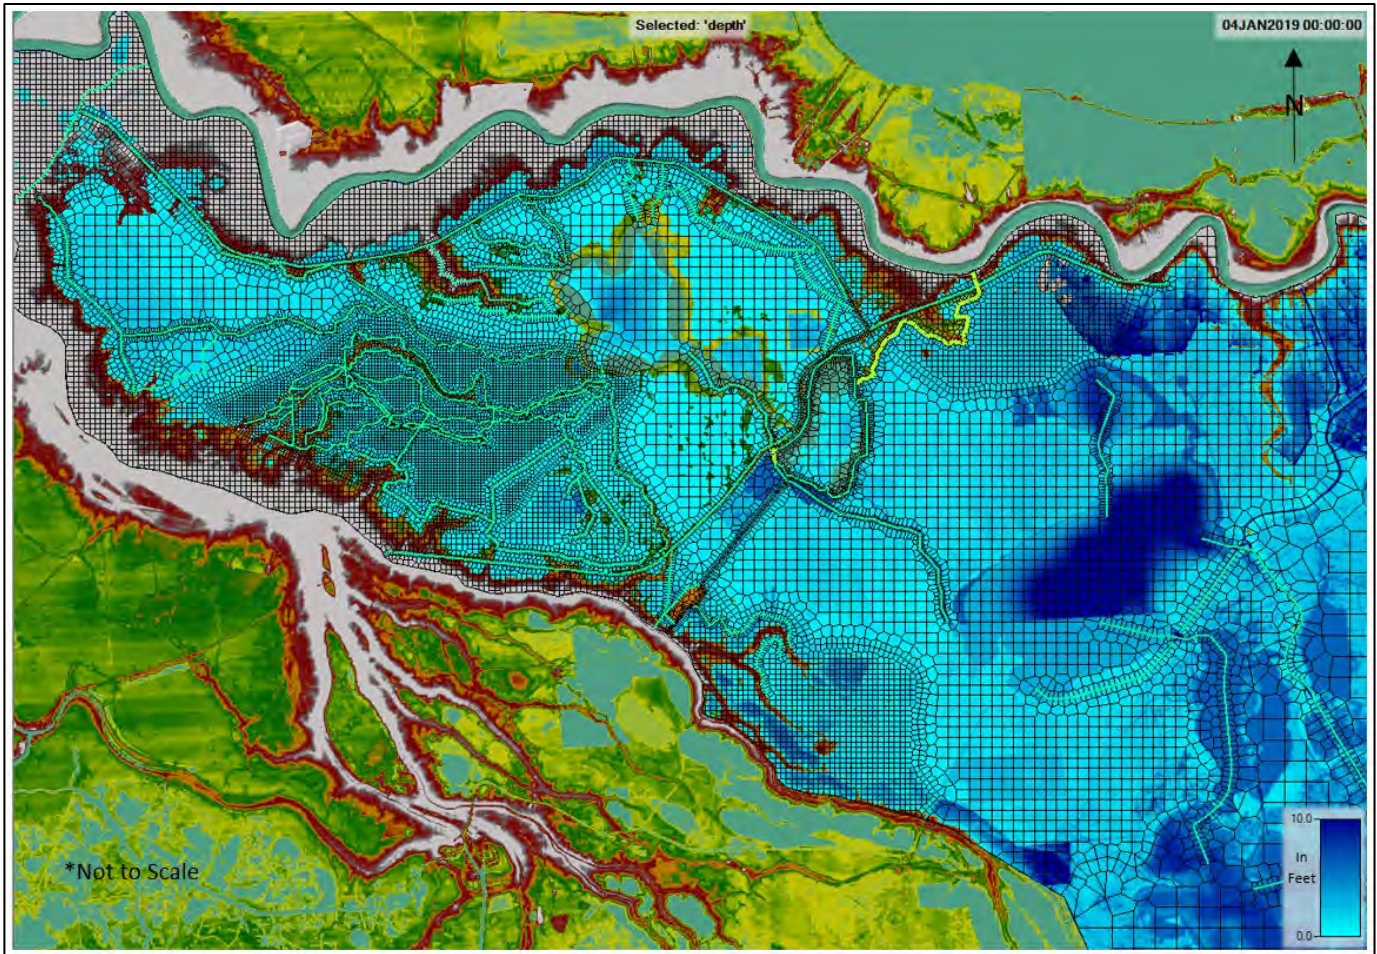 Selected: 'depth'
04JAN2019 00:00:00
N
*Not to Scale
10.0
In
Feet
0.0